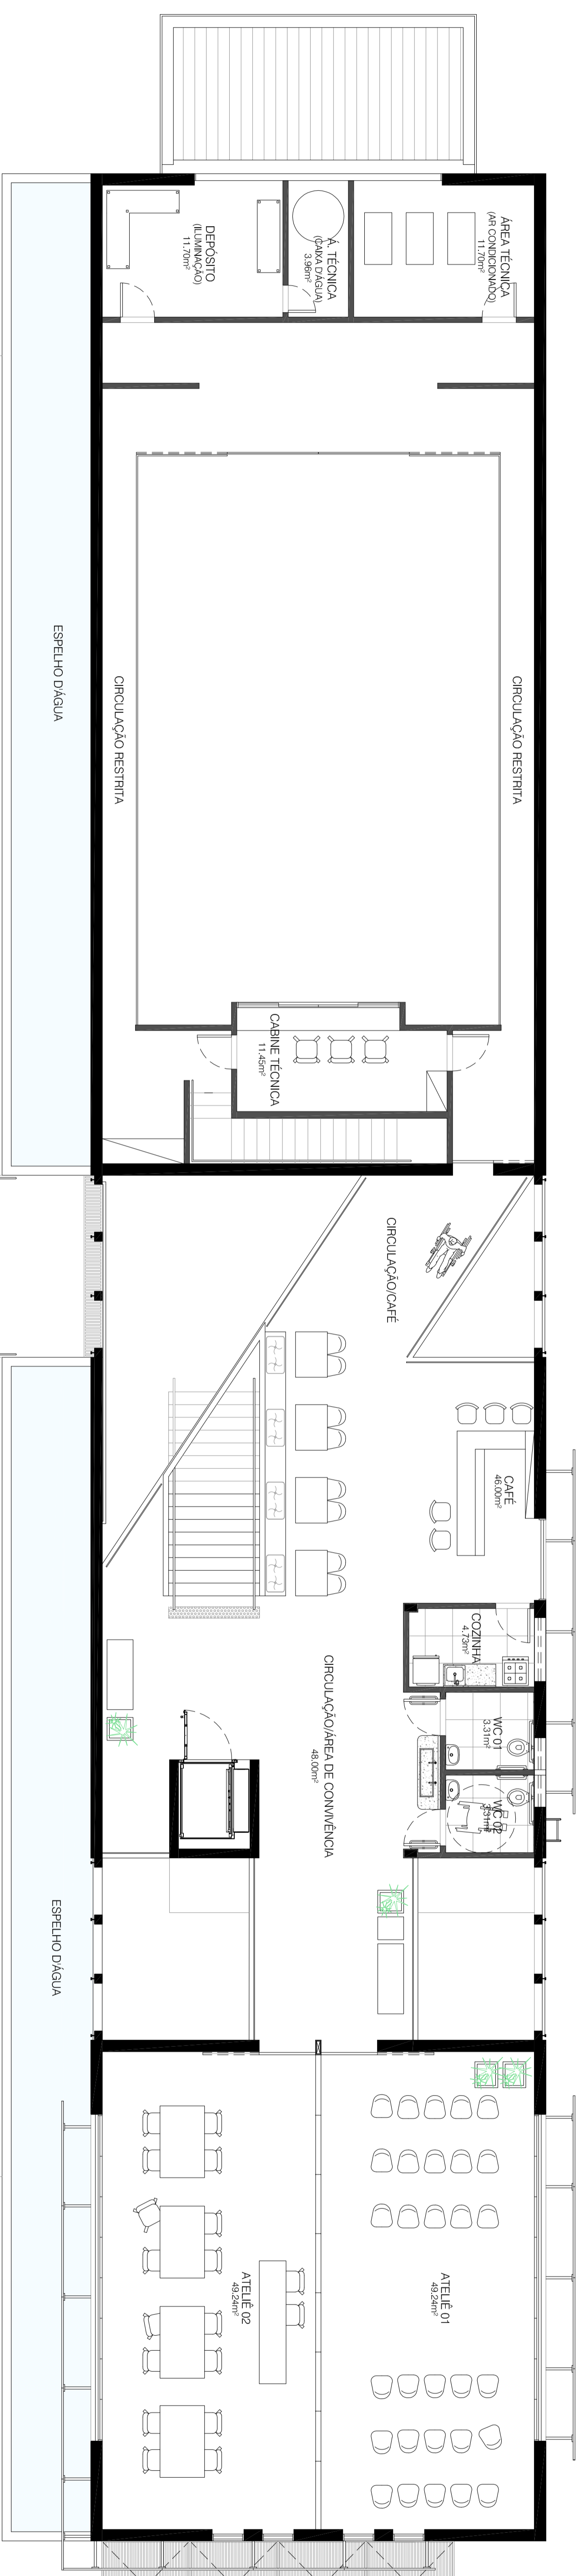 ÁREA TÉCNICA
(AR CONDICIONADO)
11.70m²
Á. TÉCNICA
(CAIXA D'ÁGUA)
3.96m²
DEPÓSITO
(ILUMINAÇÃO)
11.70m²
CIRCULAÇÃO RESTRITA
CIRCULAÇÃO RESTRITA
ESPELHO D'ÁGUA
CABINE TÉCNICA
11.45m²
CIRCULAÇÃO/CAFÉ
CAFÉ
46.00m²
COZINHA
4.73m²
CIRCULAÇÃO/ÁREA DE CONVIVÊNCIA
48.00m²
WC 01
3.31m²
WC 02
3.31m²
ESPELHO D'ÁGUA
ATELIÊ 01
49.24m²
ATELIÊ 02
49.24m²